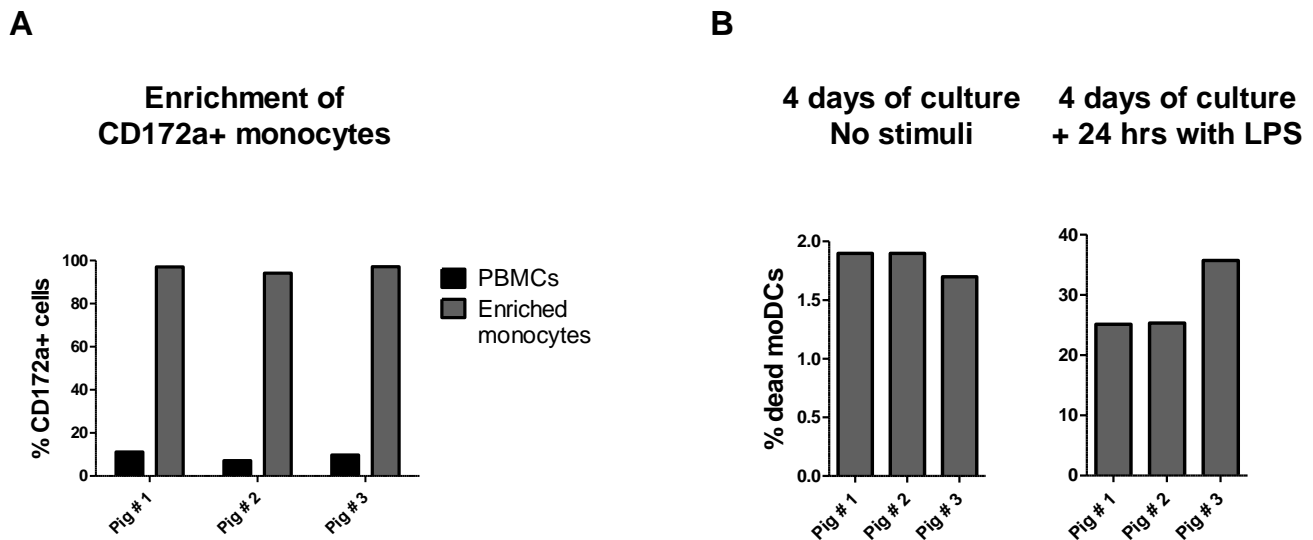 A
Enrichment of
CD172a+ monocytes
% CD172a+ cells
100
80
60
40
20
0
Pig # 1
Pig # 2
Pig # 3
PBMCs
Enriched
monocytes
B
4 days of culture
No stimuli
% dead moDCs
2.0
1.5
1.0
0.5
0.0
Pig # 1
Pig # 2
Pig # 3
4 days of culture
+ 24 hrs with LPS
40
30
20
10
0
Pig # 1
Pig # 2
Pig # 3